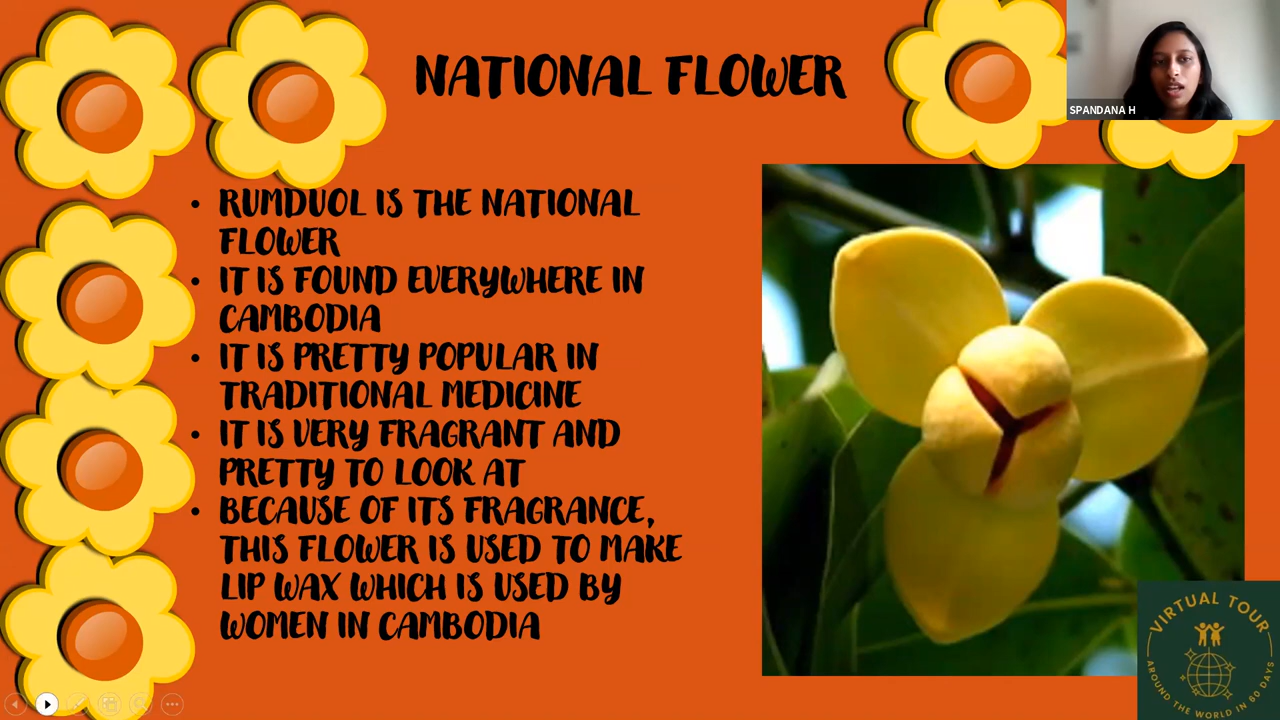 NATIONAL FLOWER
SPANDANA H
• RUMDUOL IS THE NATIONAL
FLOWER
• IT IS FOUND EVERYWHERE IN
CAMBODIA
• IT IS PRETTY POPULAR IN
TRADITIONAL MEDICINE
• IT IS VERY FRAGRANT AND
PRETTY TO LOOK AT
• BECAUSE OF ITS FRAGRANCE,
THIS FLOWER IS USED TO MAKE
LIP WAX WHICH IS USED BY
WOMEN IN CAMBODIA
VIRTUAL TOUR
AROUND THE WORLD IN 60 DAYS